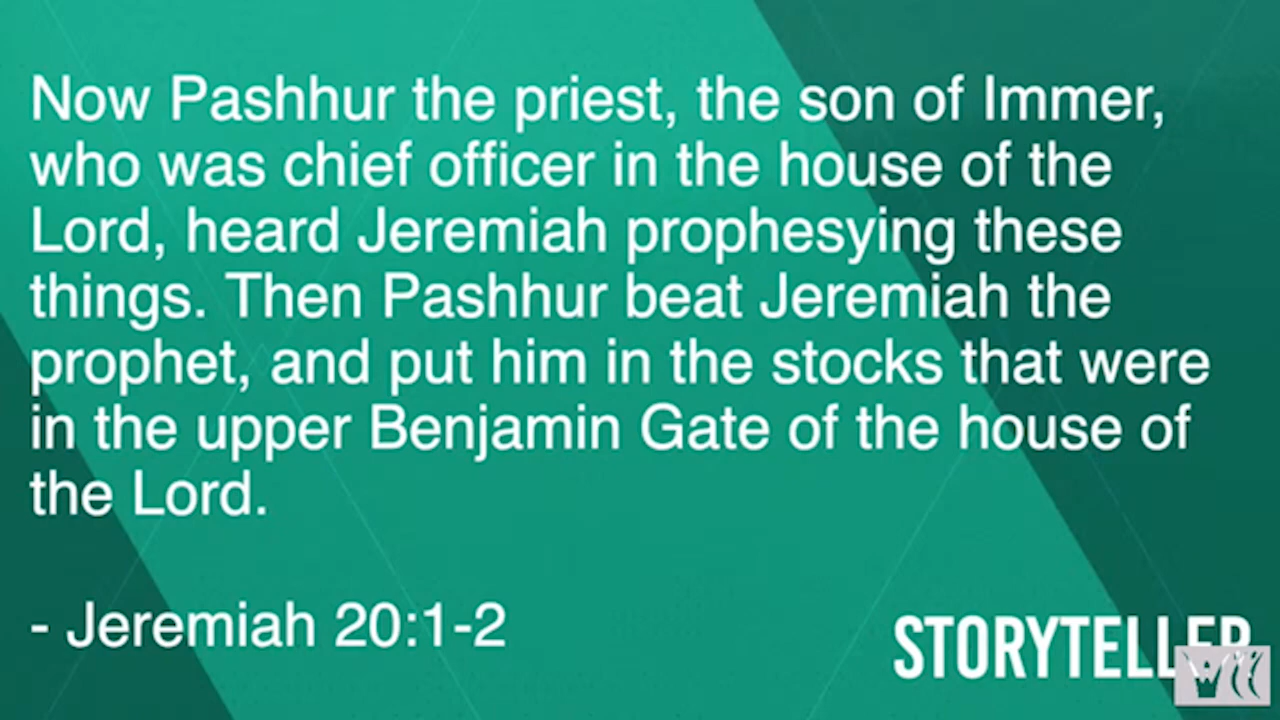 Now Pashhur the priest, the son of Immer,
who was chief officer in the house of the
Lord, heard Jeremiah prophesying these
things. Then Pashhur beat Jeremiah the
prophet, and put him in the stocks that were
in the upper Benjamin Gate of the house of
the Lord.
- Jeremiah 20:1-2
STORYTELLER